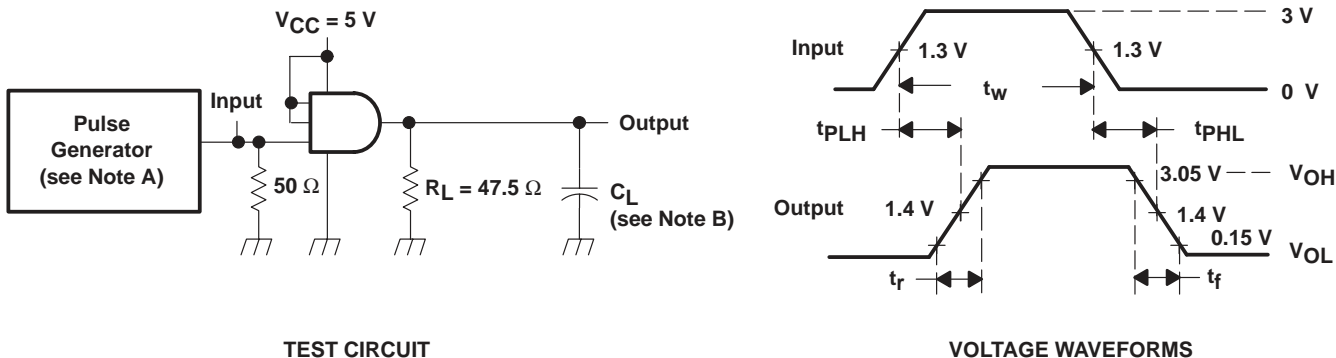 VCC = 5 V
Input
Pulse
Generator
(see Note A)
50 Ω
RL = 47.5 Ω
CL
(see Note B)
Output
TEST CIRCUIT
3 V
Input
1.3 V
1.3 V
tw
0 V
tPLH
tPHL
3.05 V
VOH
Output
1.4 V
1.4 V
0.15 V
VOL
tr
tf
VOLTAGE WAVEFORMS